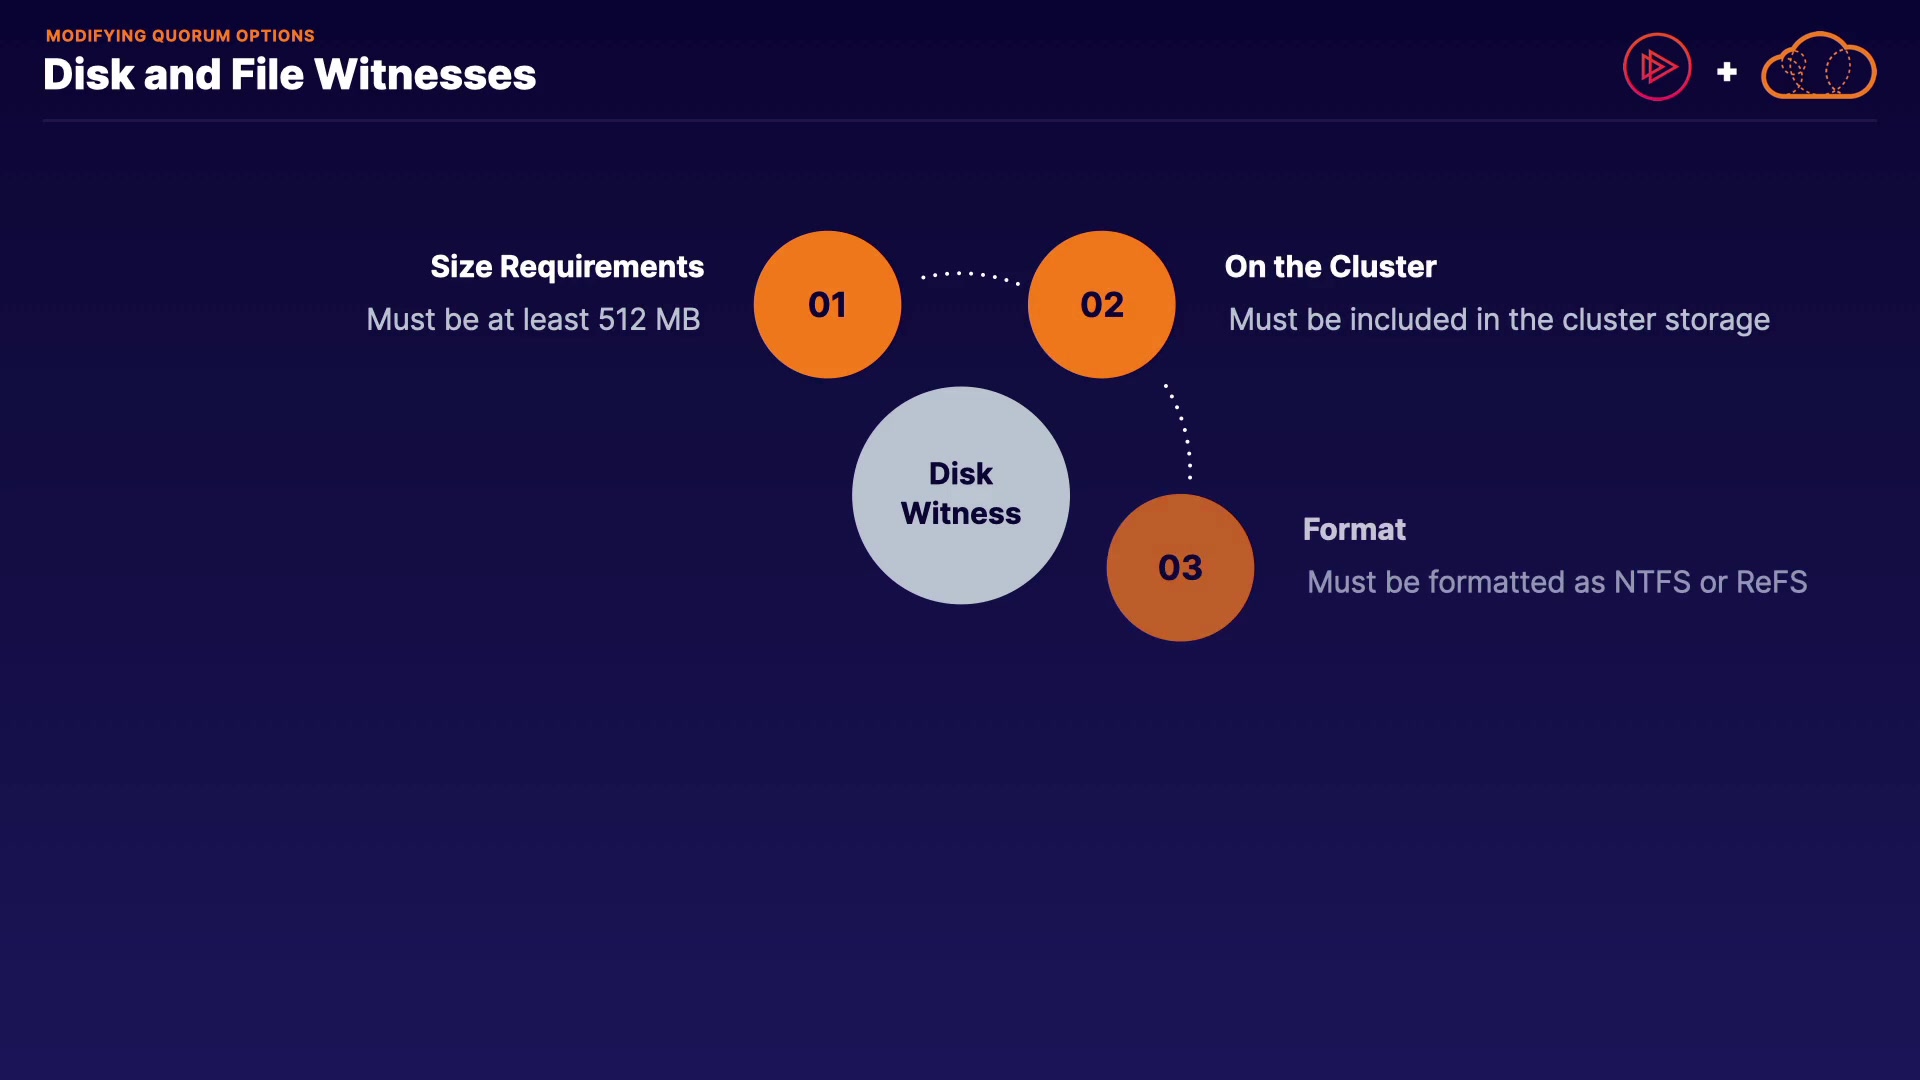 MODIFYING QUORUM OPTIONS
Disk and File Witnesses
Size Requirements
Must be at least 512 MB
01
02
On the Cluster
Must be included in the cluster storage
Disk
Witness
03
Format
Must be formatted as NTFS or ReFS